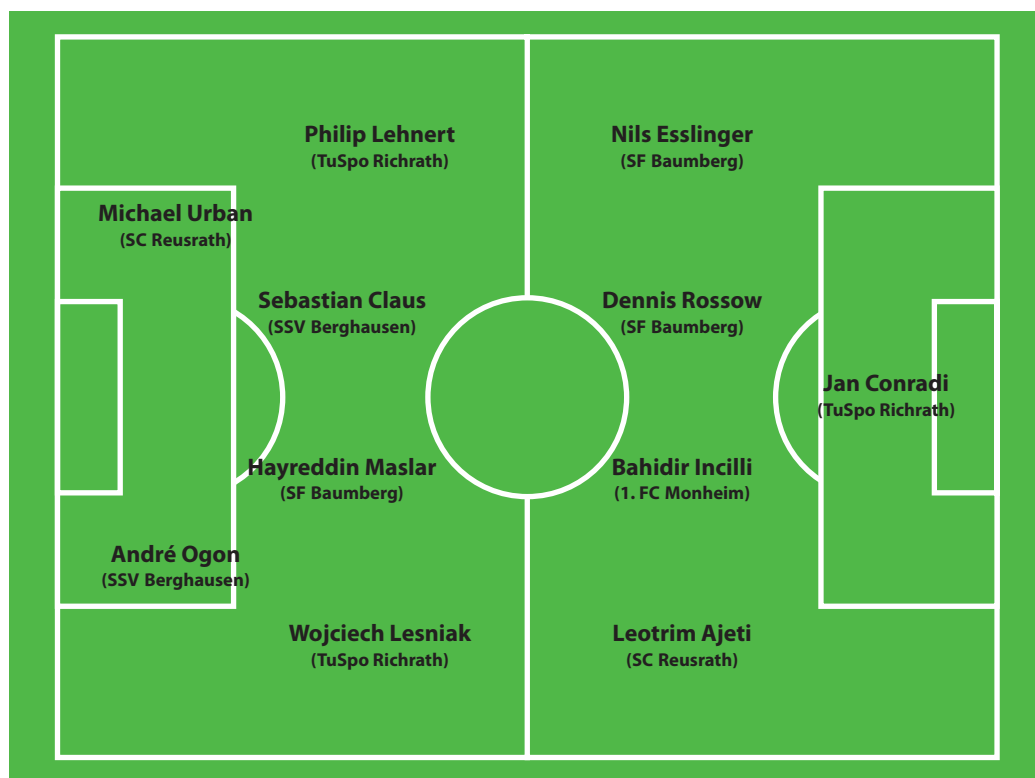 Philip Lehnert
(TuSpo Richrath)
Nils Esslinger
(SF Baumberg)
Michael Urban
(SC Reusrath)
Sebastian Claus
(SSV Berghausen)
Dennis Rossow
(SF Baumberg)
Jan Conradi
(TuSpo Richrath)
Hayreddin Maslar
(SF Baumberg)
Bahidir Incilli
(1. FC Monheim)
André Ogon
(SSV Berghausen)
Wojciech Lesniak
(TuSpo Richrath)
Leotrim Ajeti
(SC Reusrath)